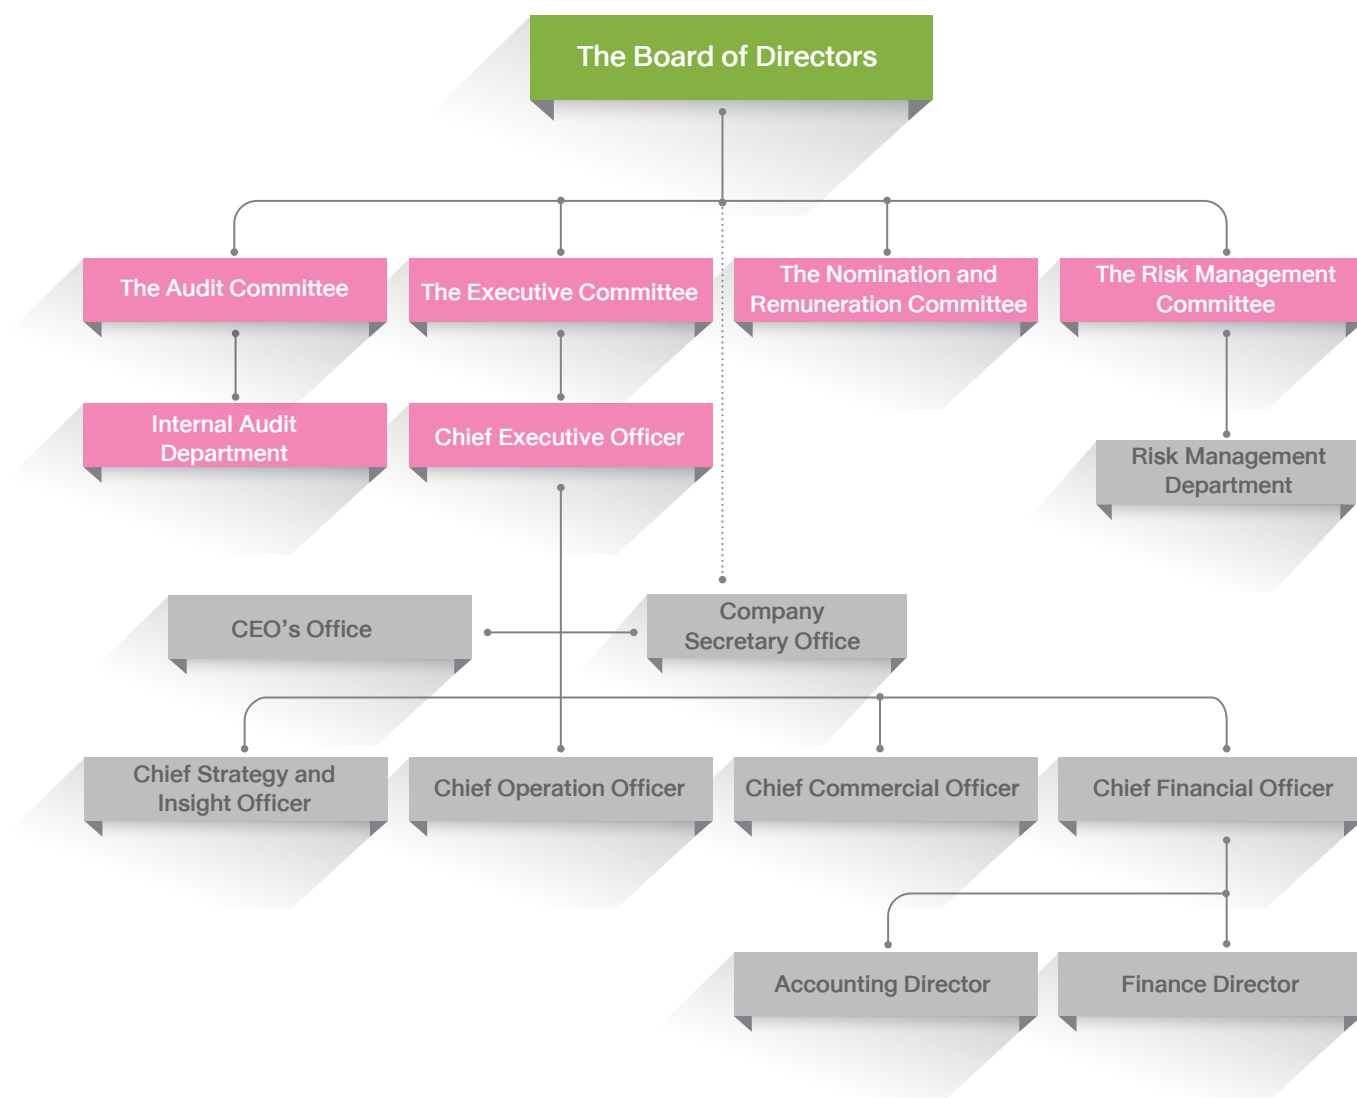 The Board of Directors
The Audit Committee
The Executive Committee
The Nomination and
Remuneration Committee
The Risk Management
Committee
Internal Audit
Department
Chief Executive Officer
Risk Management
Department
CEO's Office
Company
Secretary Office
Chief Strategy and
Insight Officer
Chief Operation Officer
Chief Commercial Officer
Chief Financial Officer
Accounting Director
Finance Director